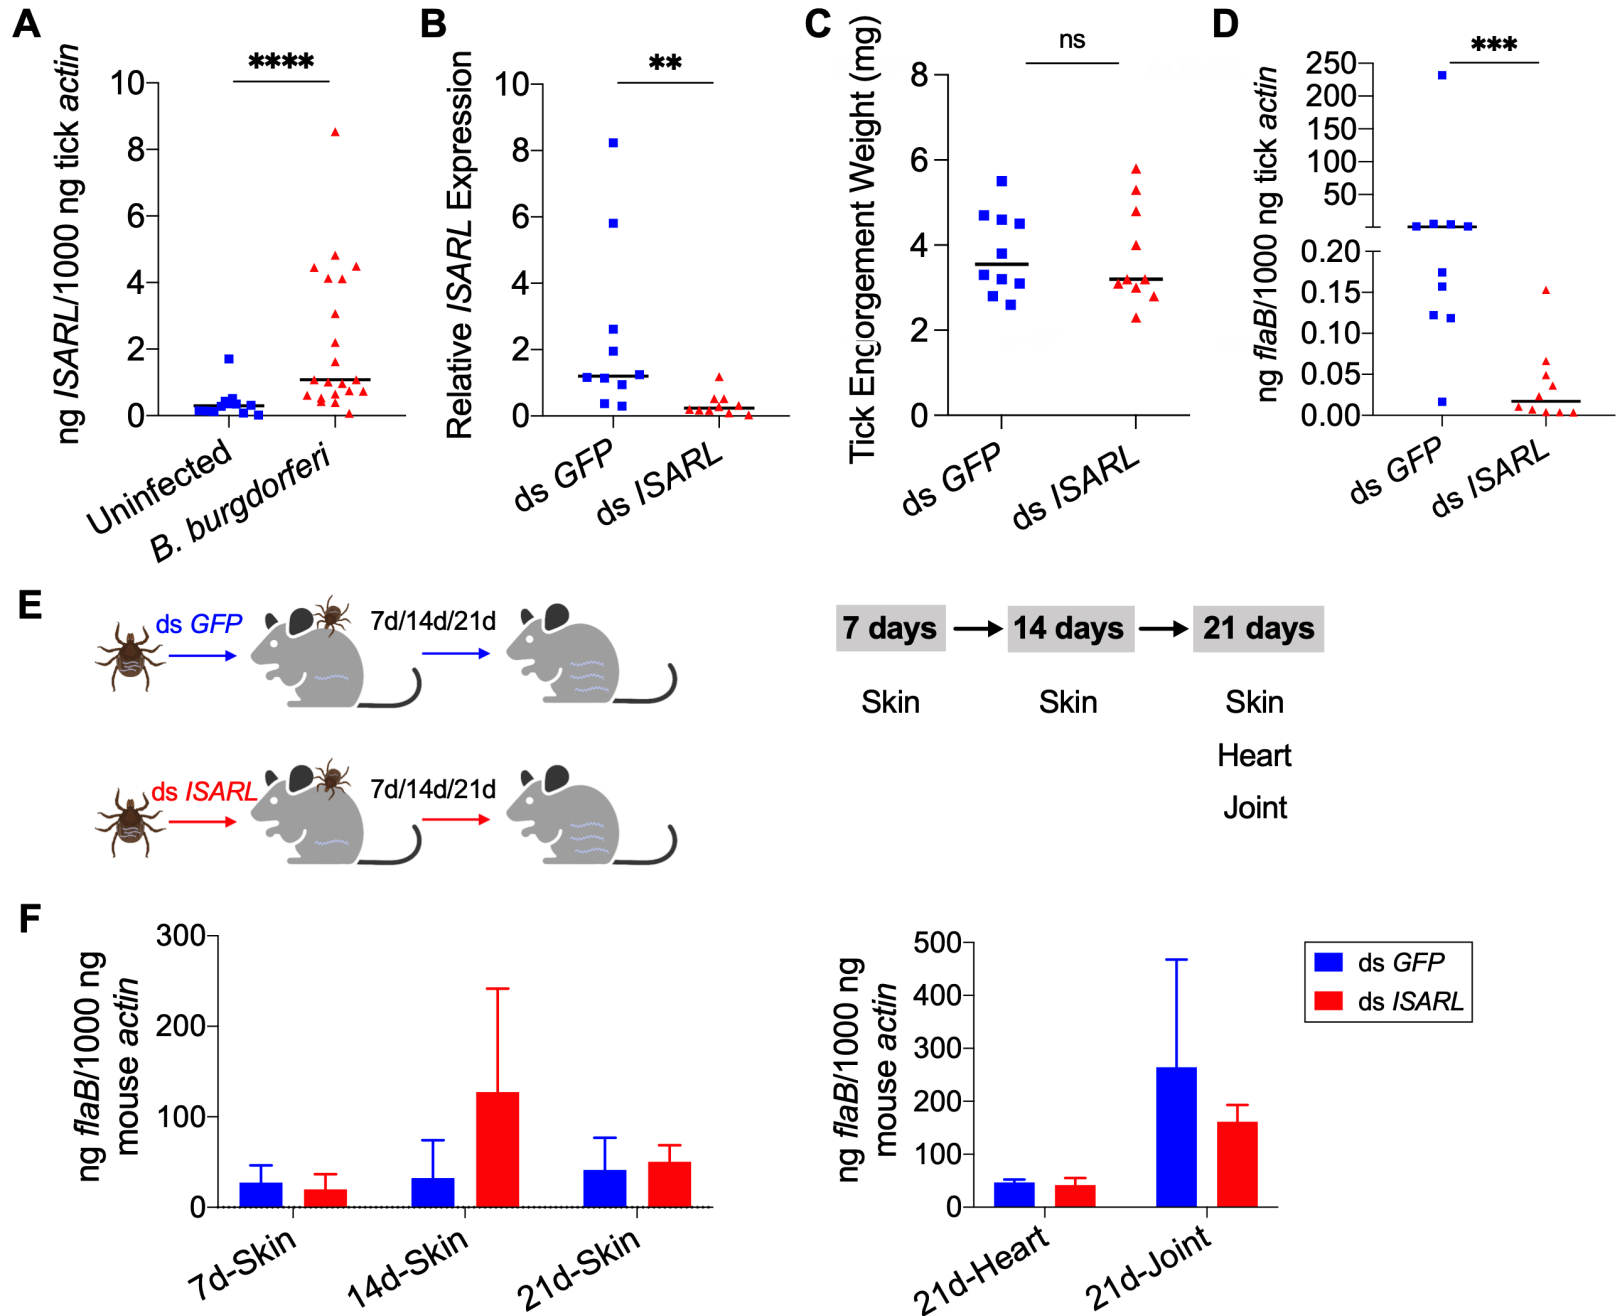 A
ng ISARL/1000 ng tick actin
10
8
6
4
2
0
****
Uninfected
B. burgdorferi
B
Relative ISARL Expression
10
8
6
4
2
0
**
ds GFP
ds ISARL
C
Tick Engorgement Weight (mg)
8
6
4
2
0
ns
ds GFP
ds ISARL
D
ng flaB/1000 ng tick actin
250
200
150
100
50
0.20
0.15
0.10
0.05
0.00
***
ds GFP
ds ISARL
E
ds GFP
7d/14d/21d
ds ISARL
7d/14d/21d
7 days
14 days
21 days
Skin
Skin
Skin
Heart
Joint
F
ng flaB/1000 ng
mouse actin
300
200
100
0
7d-Skin
14d-Skin
21d-Skin
ng flaB/1000 ng
mouse actin
500
400
300
200
100
0
21d-Heart
21d-Joint
ds GFP
ds ISARL